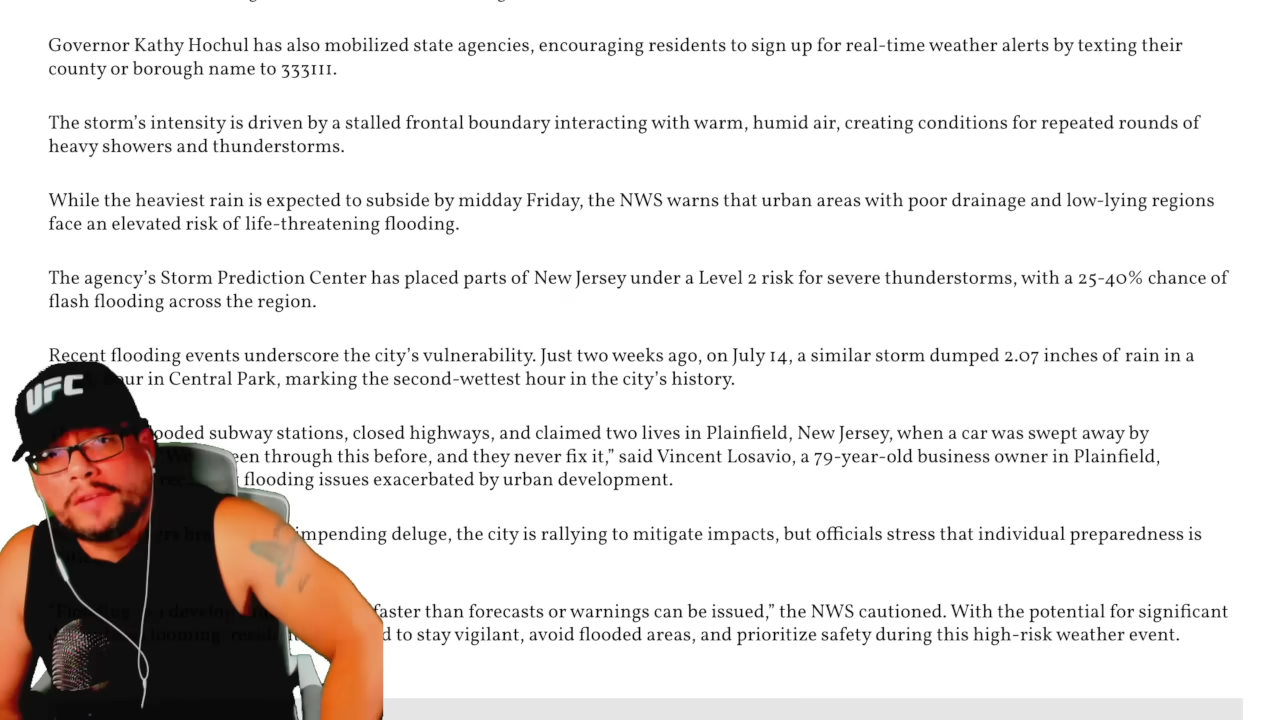 Governor Kathy Hochul has also mobilized state agencies, encouraging residents to sign up for real-time weather alerts by texting their
county or borough name to 333111.
The storm’s intensity is driven by a stalled frontal boundary interacting with warm, humid air, creating conditions for repeated rounds of
heavy showers and thunderstorms.
While the heaviest rain is expected to subside by midday Friday, the NWS warns that urban areas with poor drainage and low-lying regions
face an elevated risk of life-threatening flooding.
The agency’s Storm Prediction Center has placed parts of New Jersey under a Level 2 risk for severe thunderstorms, with a 25-40% chance of
flash flooding across the region.
Recent flooding events underscore the city’s vulnerability. Just two weeks ago, on July 14, a similar storm dumped 2.07 inches of rain in a
in Central Park, marking the second-wettest hour in the city’s history.
subway stations, closed highways, and claimed two lives in Plainfield, New Jersey, when a car was swept away by
through this before, and they never fix it,” said Vincent Losavio, a 79-year-old business owner in Plainfield,
flooding issues exacerbated by urban development.
impending deluge, the city is rallying to mitigate impacts, but officials stress that individual preparedness is
faster than forecasts or warnings can be issued,” the NWS cautioned. With the potential for significant
to stay vigilant, avoid flooded areas, and prioritize safety during this high-risk weather event.
UFC